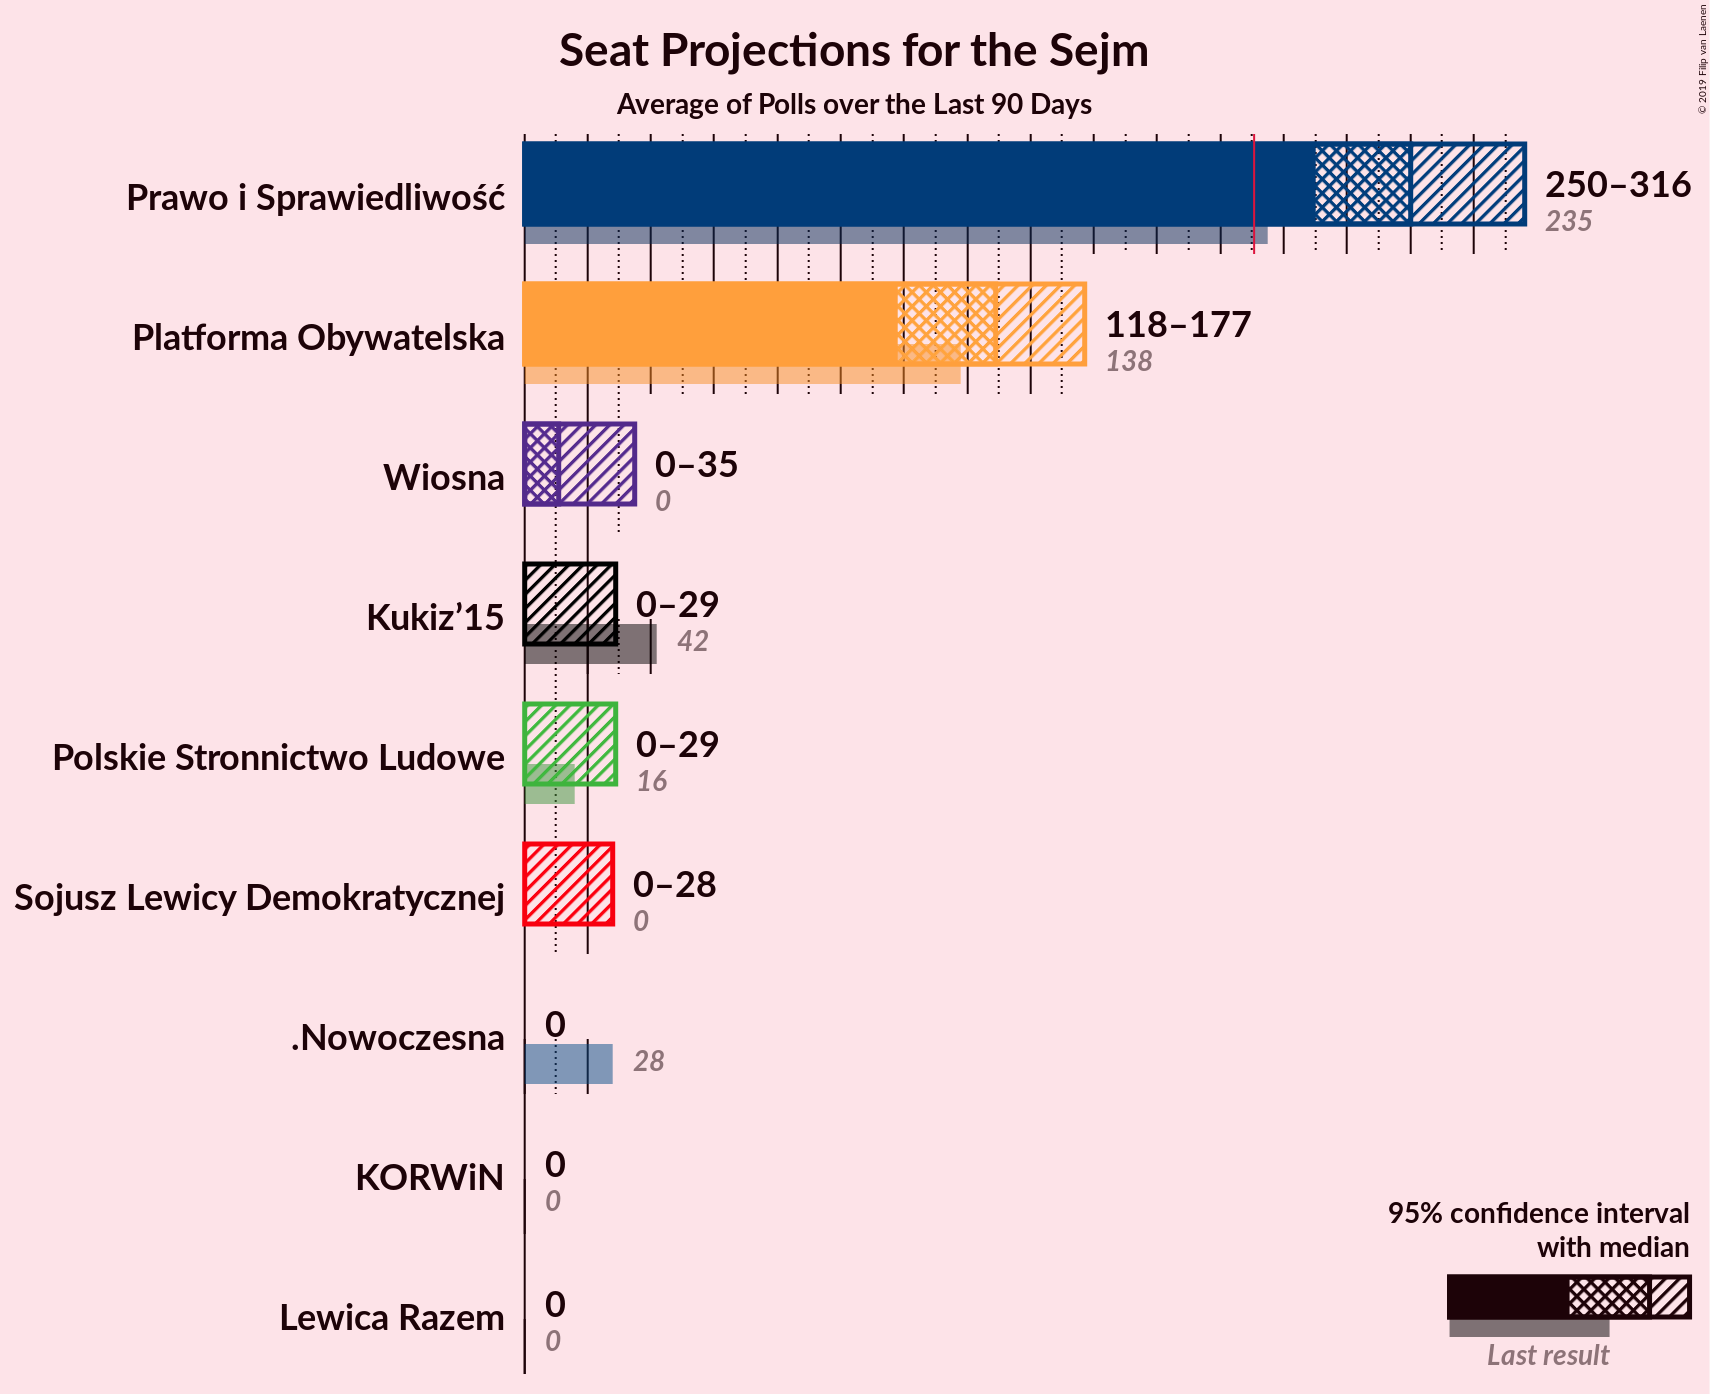 Seat Projections for the Sejm
Average of Polls over the Last 90 Days
© 2019 Filip van Laenen
Prawo i Sprawiedliwość
250–316
235
Platforma Obywatelska
118–177
138
Wiosna
0–35
0
Kukiz’15
0–29
42
Polskie Stronnictwo Ludowe
0–29
16
Sojusz Lewicy Demokratycznej
0–28
0
.Nowoczesna
0
28
KORWiN
0
0
Lewica Razem
0
0
95% confidence interval
with median
Last result